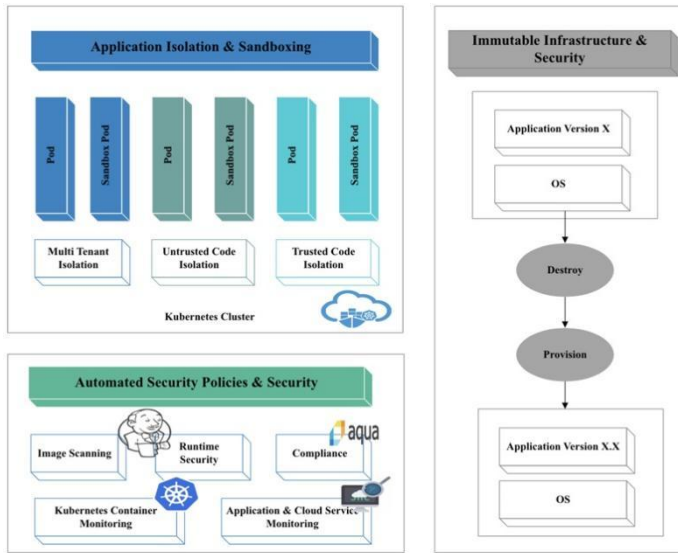 Application Isolation & Sandboxing
Pod
Sandbox Pod
Pod
Sandbox Pod
Pod
Sandbox Pod
Multi Tenant
Isolation
Untrusted Code
Isolation
Trusted Code
Isolation
Kubernetes Cluster
Automated Security Policies & Security
Image Scanning
Runtime
Security
aqua
Compliance
Kubernetes Container
Monitoring
Application & Cloud Service
Monitoring
Immutable Infrastructure &
Security
Application Version X
OS
Destroy
Provision
Application Version X.X
OS